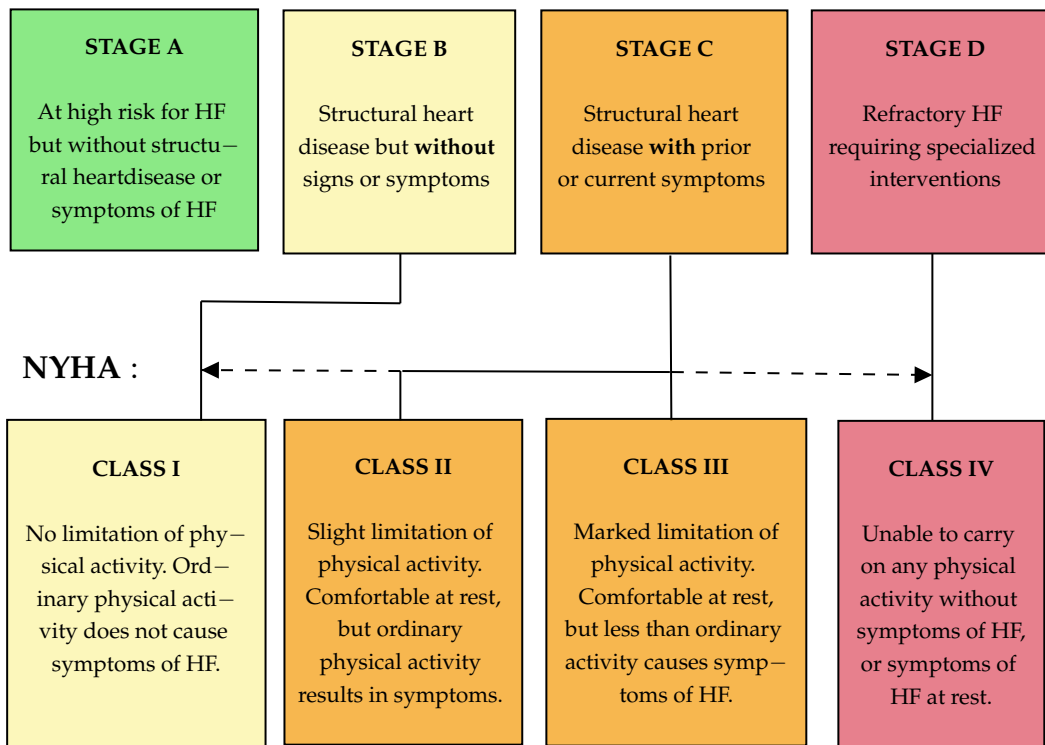 STAGE A
At high risk for HF
but without structu−
ral heartdisease or
symptoms of HF
STAGE B
Structural heart
disease but without
signs or symptoms
STAGE C
Structural heart
disease with prior
or current symptoms
STAGE D
Refractory HF
requiring specialized
interventions
NYHA :
CLASS I
No limitation of phy−
sical activity. Ord−
inary physical acti−
vity does not cause
symptoms of HF.
CLASS II
Slight limitation of
physical activity.
Comfortable at rest,
but ordinary
physical activity
results in symptoms.
CLASS III
Marked limitation of
physical activity.
Comfortable at rest,
but less than ordinary
activity causes symp−
toms of HF.
CLASS IV
Unable to carry
on any physical
activity without
symptoms of HF,
or symptoms of
HF at rest.